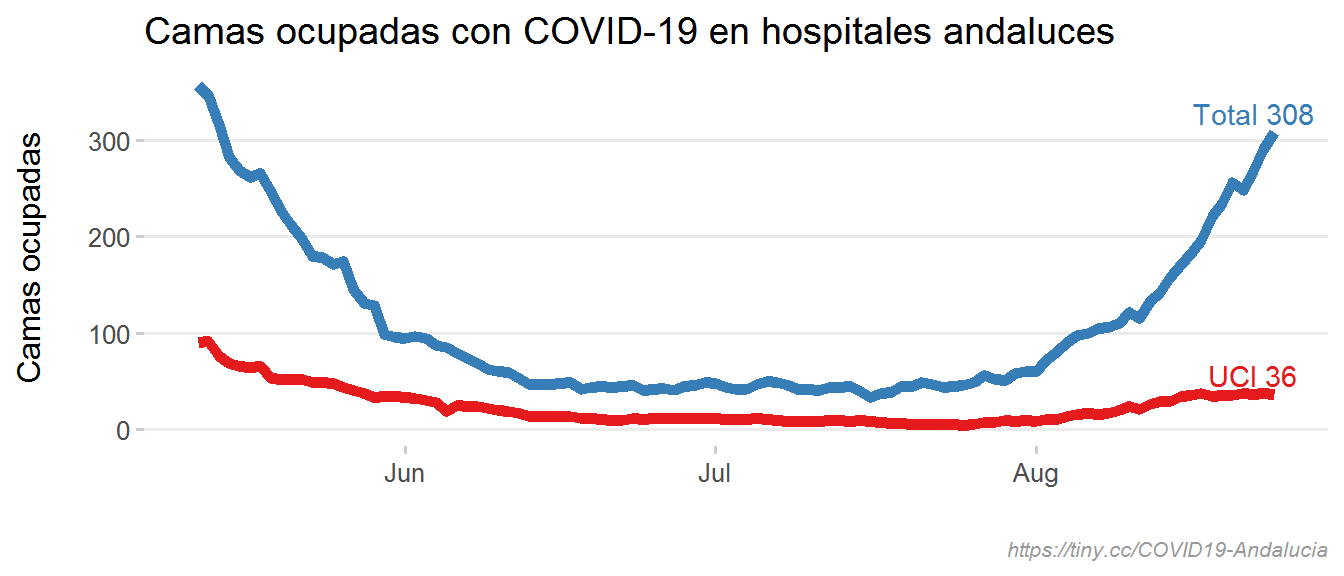 Camas ocupadas con COVID-19 en hospitales andaluces
Camas ocupadas
300
200
100
0
Total 308
UCI 36
Jun
Jul
Aug
https://tiny.cc/COVID19-Andalucia